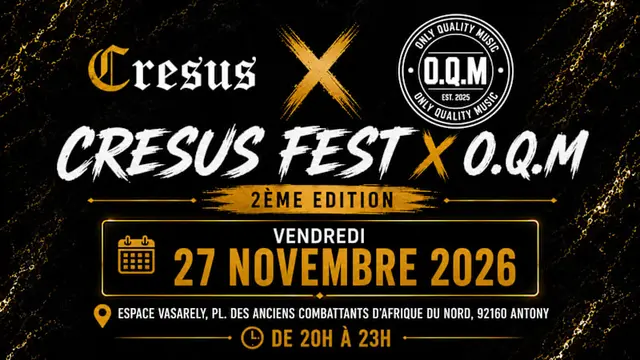 Cresus X
ONLY QUALITY MUSIC
O.Q.M
EST. 2025
ONLY QUALITY MUSIC
CRESUS FEST X O.Q.M
2ÈME EDITION
VENDREDI
27 NOVEMBRE 2026
ESPACE VASARELY, PL. DES ANCIENS COMBATTANTS D'AFRIQUE DU NORD, 92160 ANTONY
DE 20H À 23H